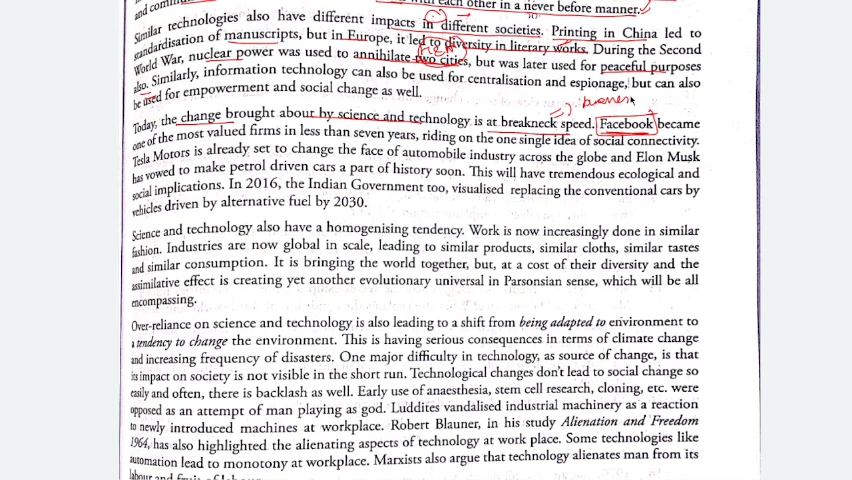 with each other in a never before manner.
Similar technologies also have different impacts in different societies. Printing in China led to
standardisation of manuscripts, but in Europe, it led to diversity in literary works. During the Second
World War, nuclear power was used to annihilate two cities, but was later used for peaceful purposes
also. Similarly, information technology can also be used for centralisation and espionage, but can also
be used for empowerment and social change as well.
Today, the change brought about by science and technology is at breakneck speed. Facebook became
one of the most valued firms in less than seven years, riding on the one single idea of social connectivity.
Tesla Motors is already set to change the face of automobile industry across the globe and Elon Musk
has vowed to make petrol driven cars a part of history soon. This will have tremendous ecological and
social implications. In 2016, the Indian Government too, visualised replacing the conventional cars by
vehicles driven by alternative fuel by 2030.
Science and technology also have a homogenising tendency. Work is now increasingly done in similar
fashion. Industries are now global in scale, leading to similar products, similar cloths, similar tastes
and similar consumption. It is bringing the world together, but, at a cost of their diversity and the
assimilative effect is creating yet another evolutionary universal in Parsonsian sense, which will be all
encompassing.
Over-reliance on science and technology is also leading to a shift from being adapted to environment to
a tendency to change the environment. This is having serious consequences in terms of climate change
and increasing frequency of disasters. One major difficulty in technology, as source of change, is that
its impact on society is not visible in the short run. Technological changes don't lead to social change so
easily and often, there is backlash as well. Early use of anaesthesia, stem cell research, cloning, etc. were
opposed as an attempt of man playing as god. Luddites vandalised industrial machinery as a reaction
to newly introduced machines at workplace. Robert Blauner, in his study Alienation and Freedom
1964, has also highlighted the alienating aspects of technology at work place. Some technologies like
automation lead to monotony at workplace. Marxists also argue that technology alienates man from its